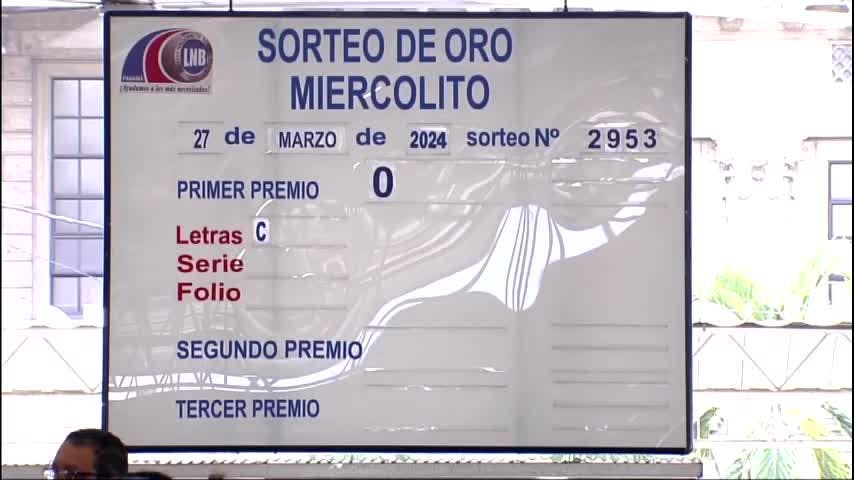 PANAMÁ
LNB
¡Ayudamos a los más necesitados!
SORTEO DE ORO
MIERCOLITO
27 de MARZO de 2024 sorteo Nº 2953
PRIMER PREMIO 0
Letras C
Serie
Folio
SEGUNDO PREMIO
TERCER PREMIO